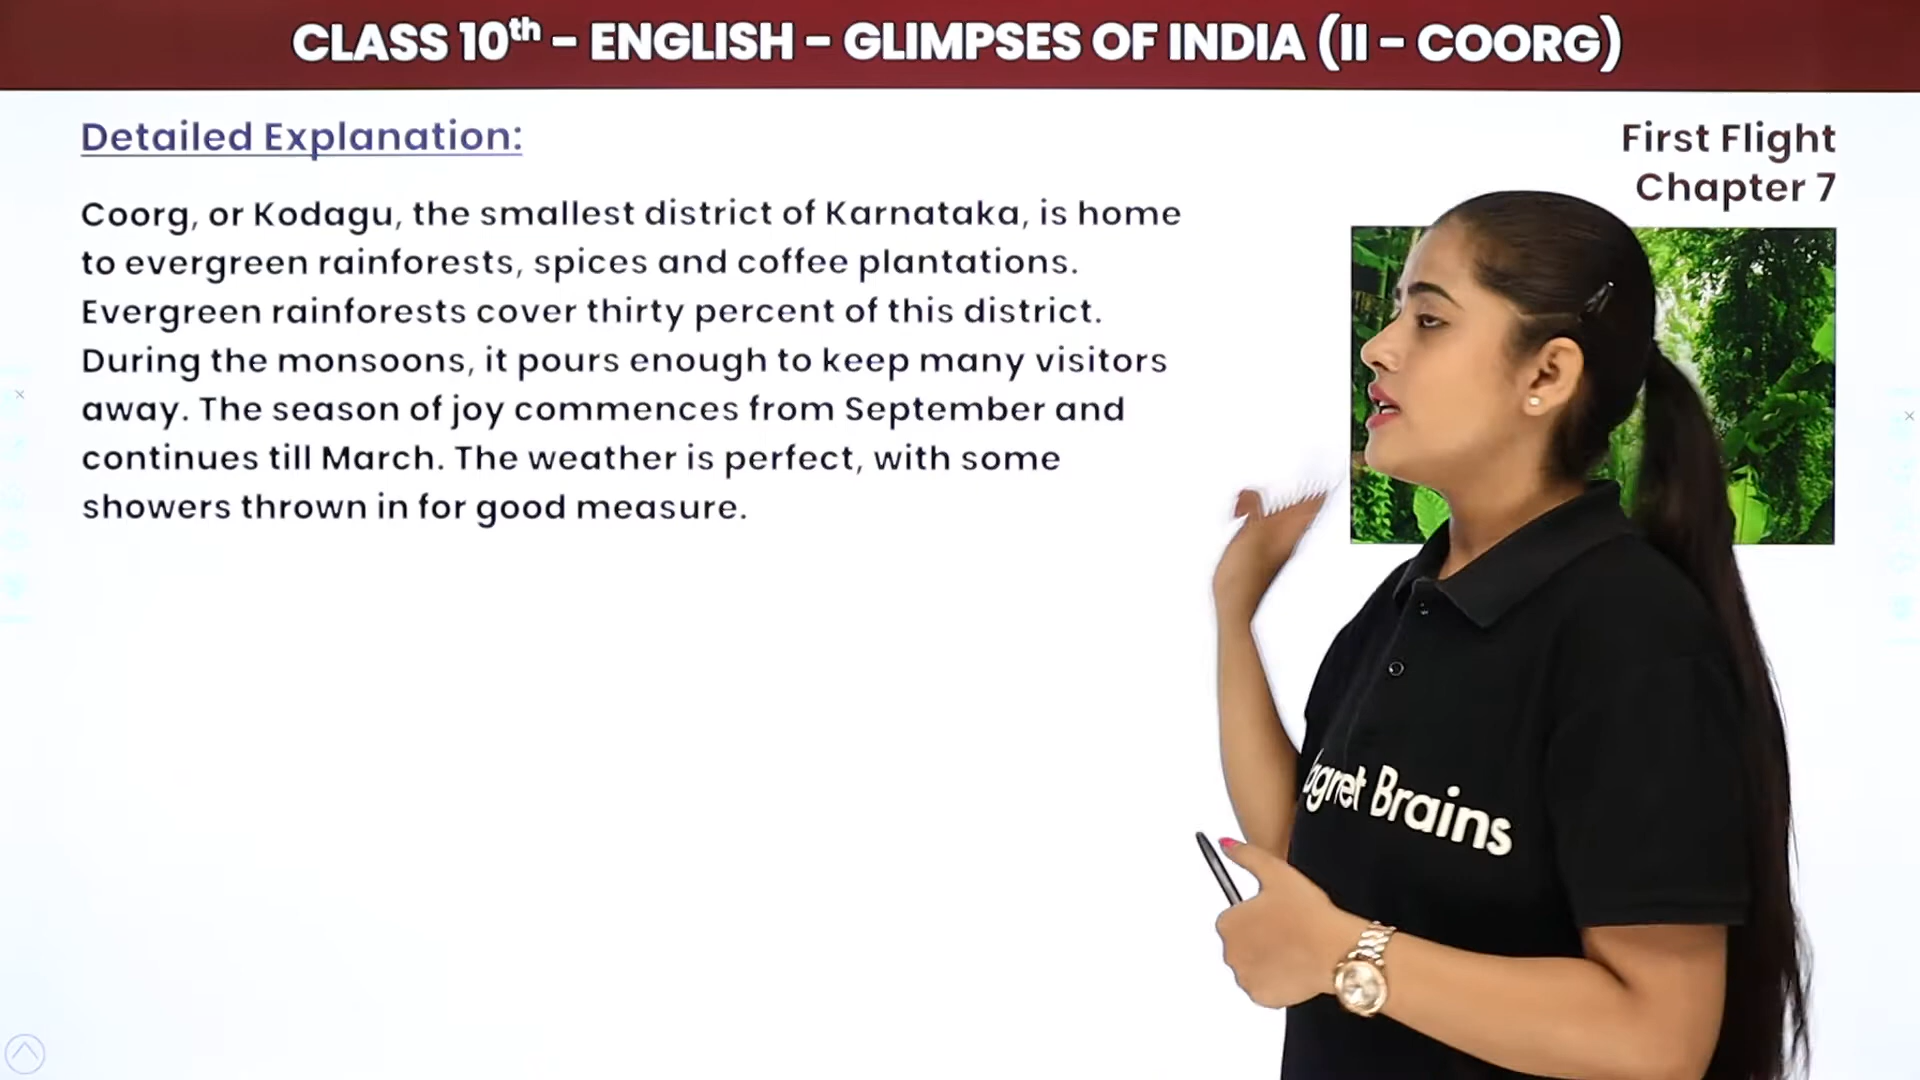 CLASS 10th – ENGLISH – GLIMPSES OF INDIA (II – COORG)
Detailed Explanation:
First Flight
Chapter 7
Coorg, or Kodagu, the smallest district of Karnataka, is home
to evergreen rainforests, spices and coffee plantations.
Evergreen rainforests cover thirty percent of this district.
During the monsoons, it pours enough to keep many visitors
away. The season of joy commences from September and
continues till March. The weather is perfect, with some
showers thrown in for good measure.
Brains